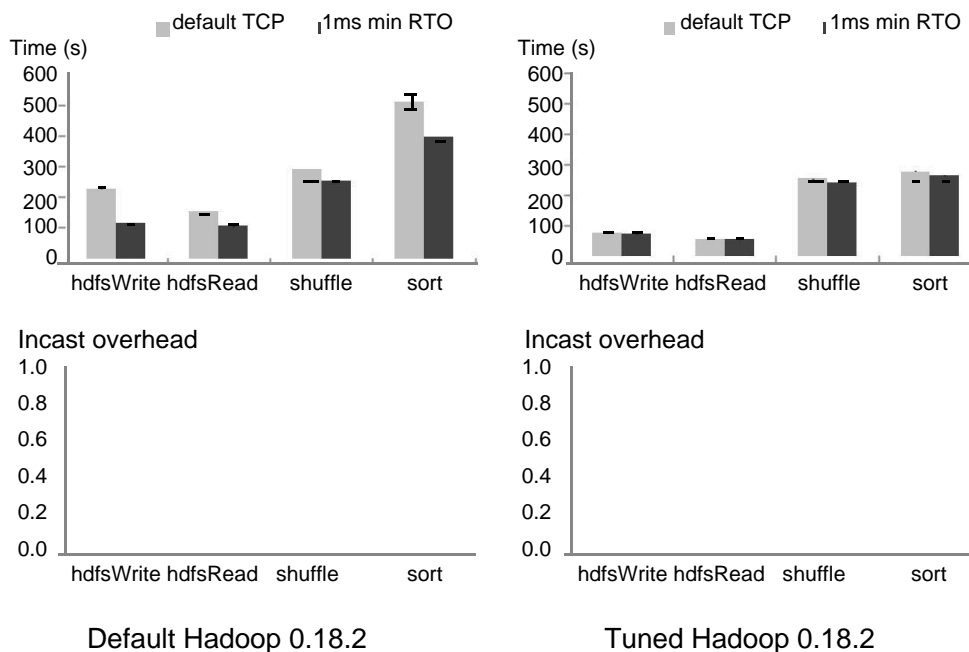 default TCP 1ms min RTO
Time (s)
600
500
400
300
200
100
0
hdfsWrite hdfsRead shuffle sort
default TCP 1ms min RTO
Time (s)
600
500
400
300
200
100
0
hdfsWrite hdfsRead shuffle sort
Incast overhead
1.0
0.8
0.6
0.4
0.2
0.0
hdfsWrite hdfsRead shuffle sort
Incast overhead
1.0
0.8
0.6
0.4
0.2
0.0
hdfsWrite hdfsRead shuffle sort
Default Hadoop 0.18.2
Tuned Hadoop 0.18.2